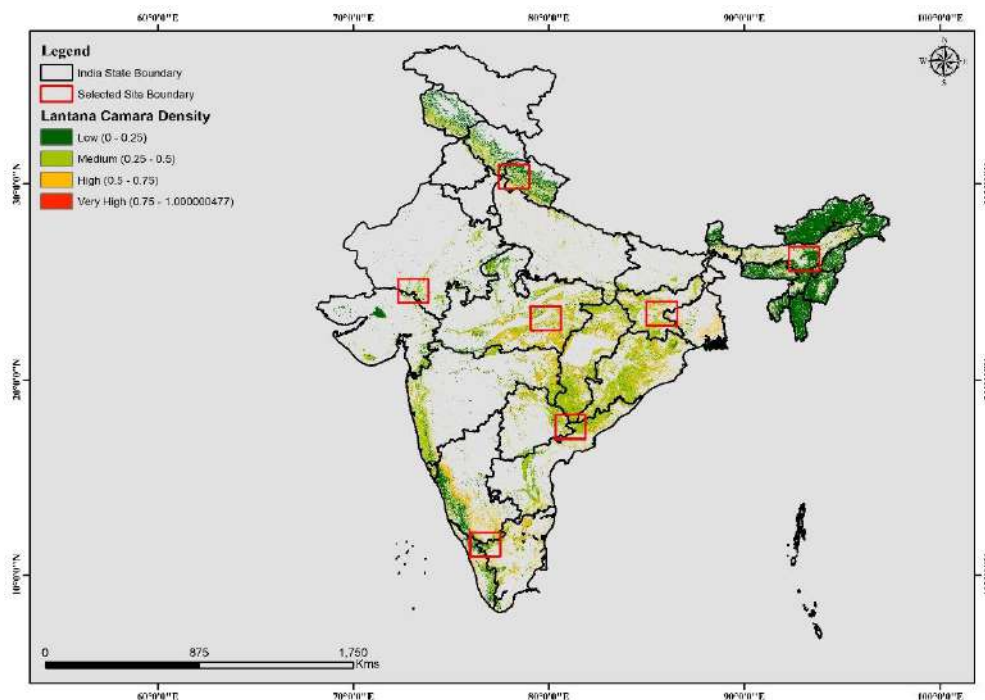 60°0'0"E 70°0'0"E 80°0'0"E 90°0'0"E 100°0'0"E
Legend
India State Boundary
Selected Site Boundary
Lantana Camara Density
Low (0 - 0.25)
Medium (0.25 - 0.5)
High (0.5 - 0.75)
Very High (0.75 - 1.000000477)
N
W E
S
30°0'0"N
20°0'0"N
10°0'0"N
0 875 1,750
Kms
60°0'0"E 70°0'0"E 80°0'0"E 90°0'0"E 100°0'0"E